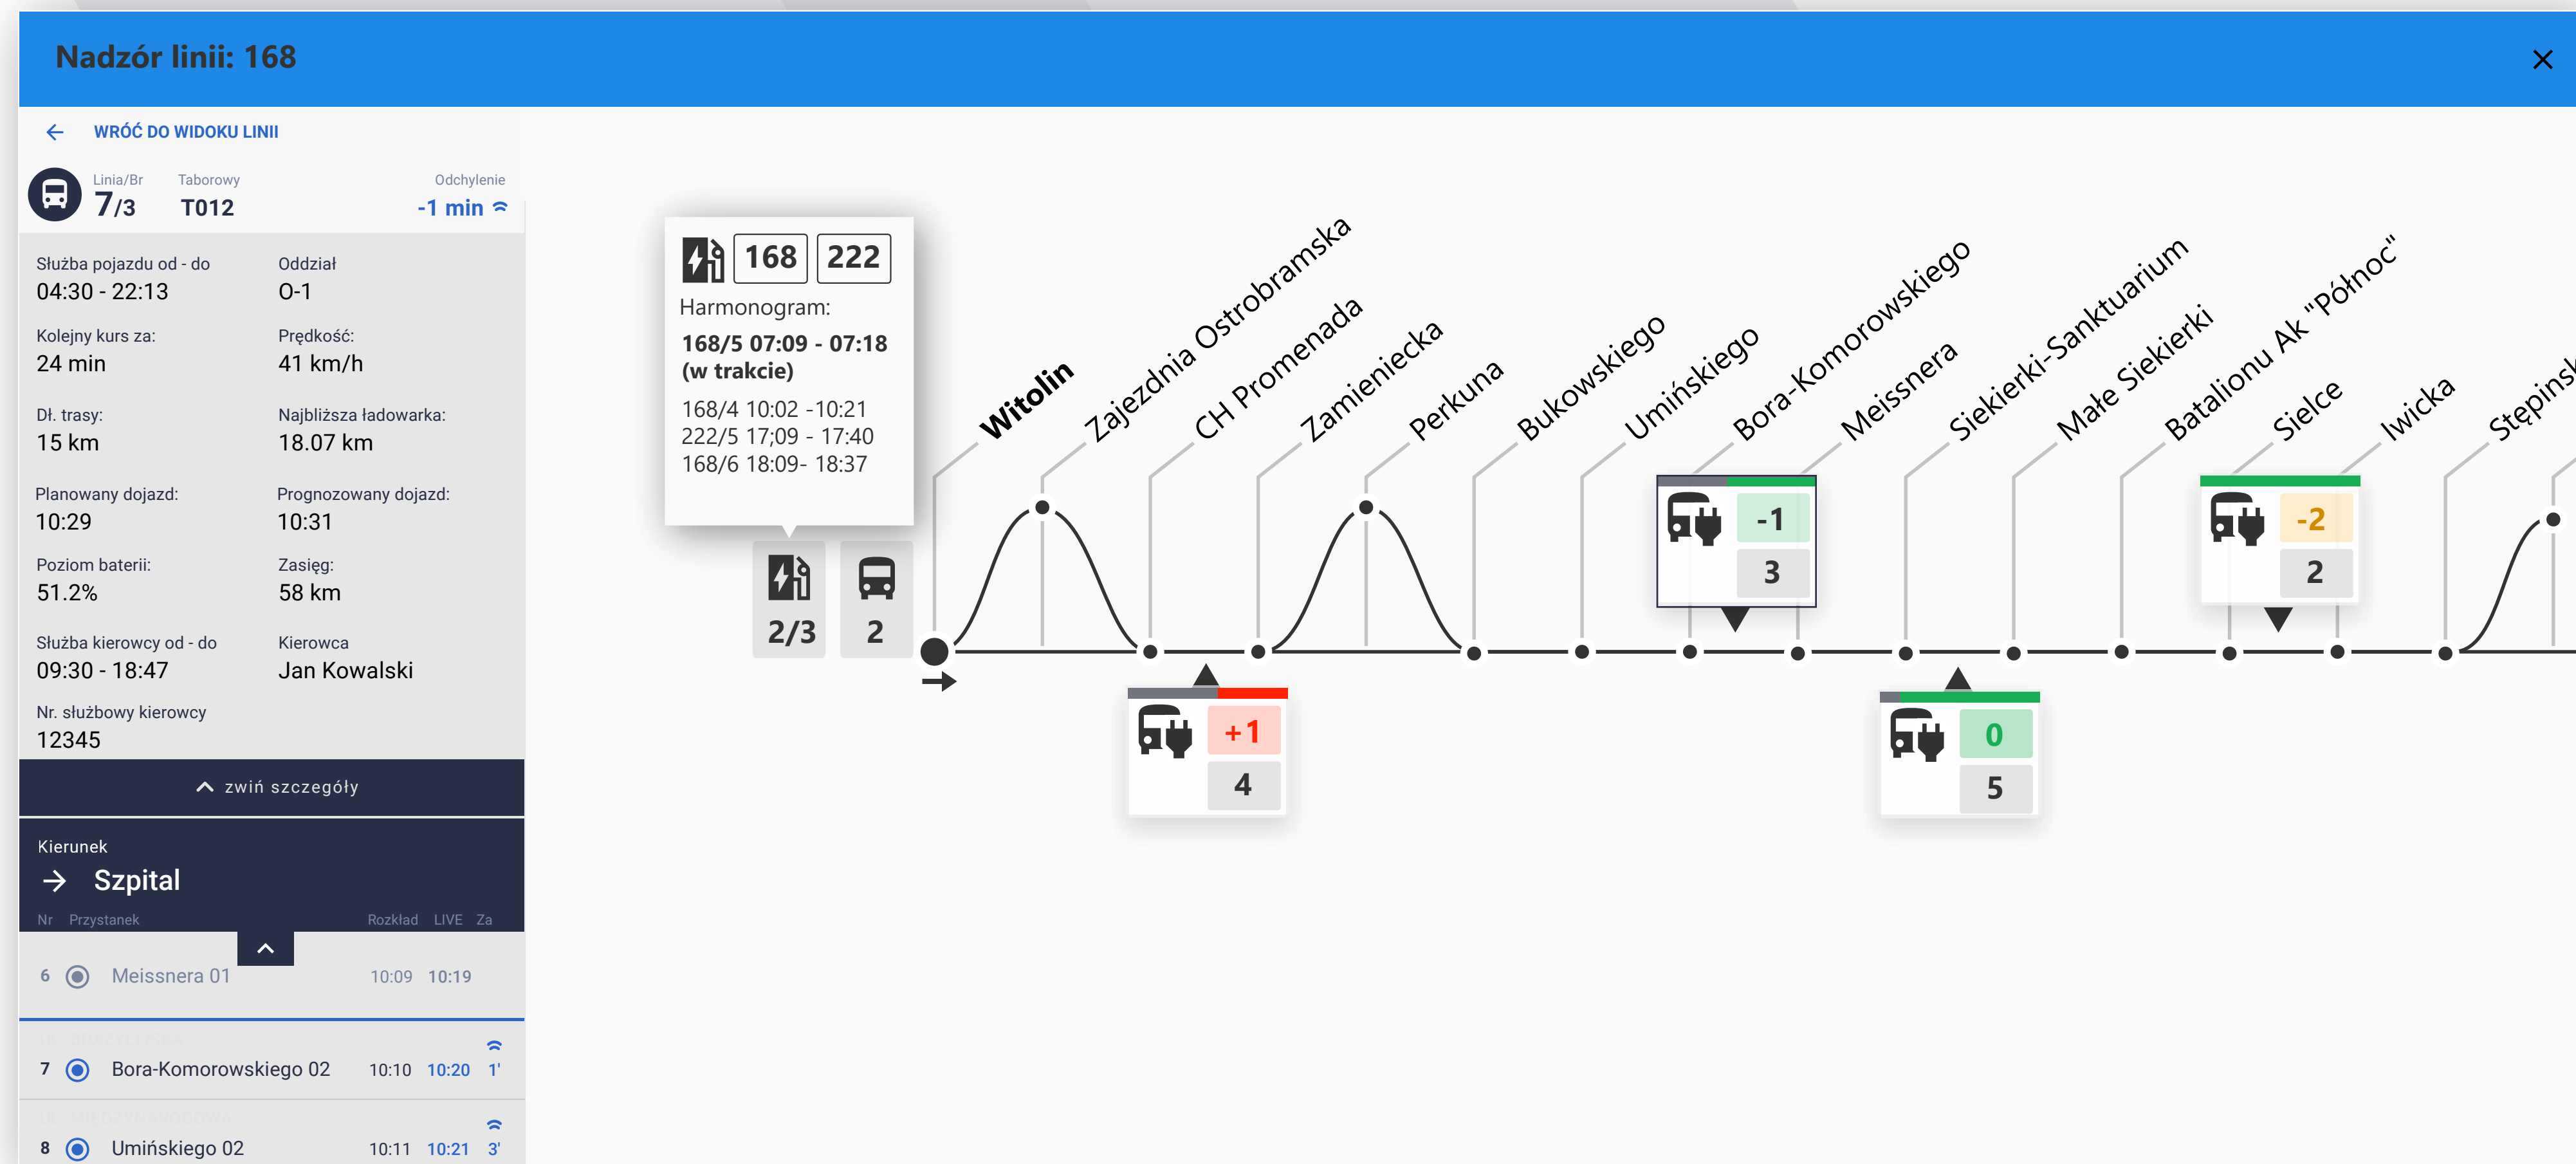 Nadzór linii: 168
WRÓĆ DO WIDOKU LINII
Linia/Br Taborowy Odchylenie
7/3 T012 -1 min
Służba pojazdu od - do Oddział
04:30 - 22:13 O-1
Kolejny kurs za: Prędkość:
24 min 41 km/h
Dł. trasy: Najbliższa ładowarka:
15 km 18.07 km
Planowany dojazd: Prognozowany dojazd:
10:29 10:31
Poziom baterii: Zasięg:
51.2% 58 km
Służba kierowcy od - do Kierowca
09:30 - 18:47 Jan Kowalski
Nr. służbowy kierowcy
12345
zwiń szczegóły
Kierunek
Szpital
Nr Przystanek Rozkład LIVE Za
6 Meissnera 01 10:09 10:19
7 Bora-Komorowskiego 02 10:10 10:20 1'
UL. MIĘDZYNARODOWA
8 Umińskiego 02 10:11 10:21 3'
168 222
Harmonogram:
168/5 07:09 - 07:18
(w trakcie)
168/4 10:02 -10:21
222/5 17;09 - 17:40
168/6 18:09- 18:37
2/3 2
Witolin
Zajezdnia Ostrobramska
CH Promenada
Zamieniecka
Perkuna
Bukowskiego
Umińskiego
Bora-Komorowskiego
Meissnera
Siekierki-Sanktuarium
Małe Siekierki
Batalionu Ak "Północ"
Sielce
Iwicka
-1
3
-2
2
+1
4
0
5